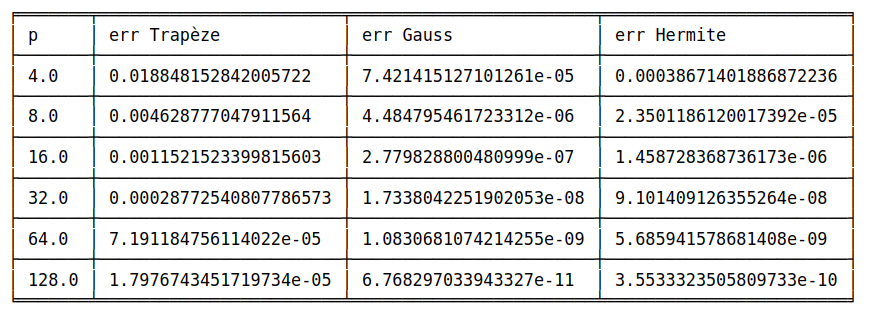 p err Trapèze err Gauss err Hermite
4.0 0.018848152842005722 7.421415127101261e-05 0.00038671401886872236
8.0 0.004628777047911564 4.484795461723312e-06 2.3501186120017392e-05
16.0 0.0011521523399815603 2.779828800480999e-07 1.458728368736173e-06
32.0 0.00028772540807786573 1.7338042251902053e-08 9.101409126355264e-08
64.0 7.191184756114022e-05 1.0830681074214255e-09 5.685941578681408e-09
128.0 1.7976743451719734e-05 6.768297033943327e-11 3.5533323505809733e-10